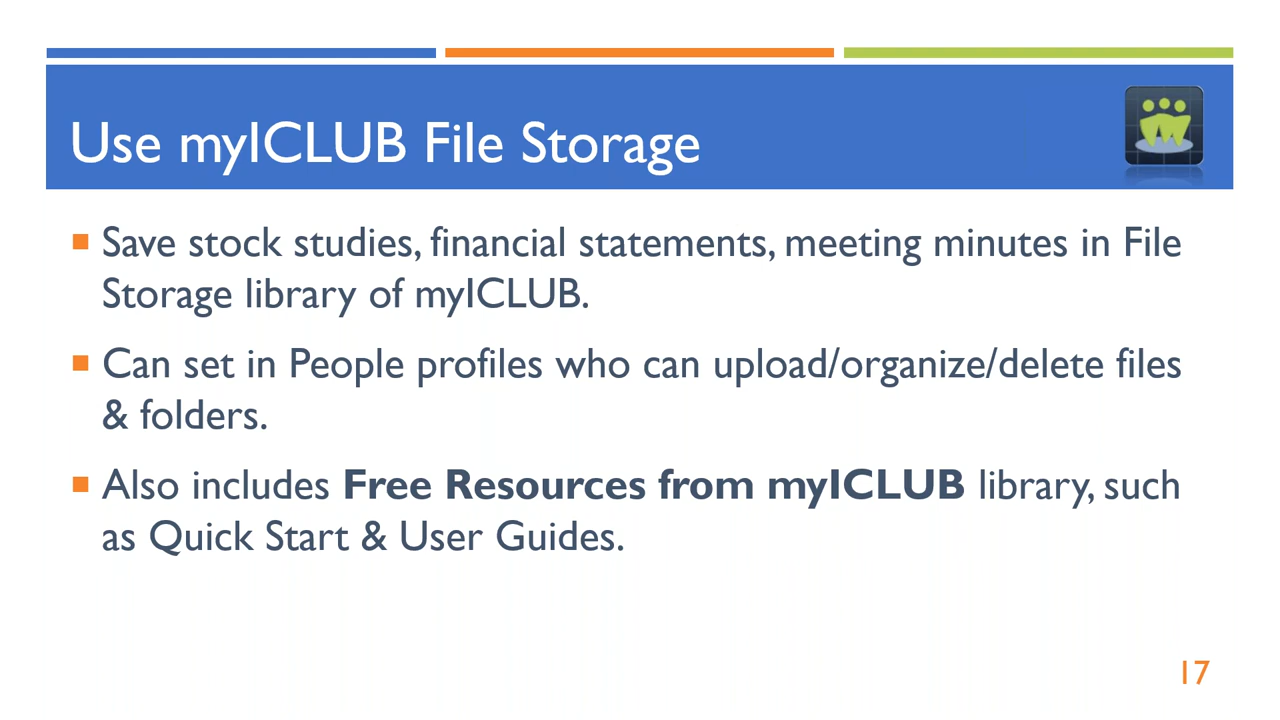 Use myICLUB File Storage
Save stock studies, financial statements, meeting minutes in File
Storage library of myICLUB.
Can set in People profiles who can upload/organize/delete files
& folders.
Also includes Free Resources from myICLUB library, such
as Quick Start & User Guides.
17